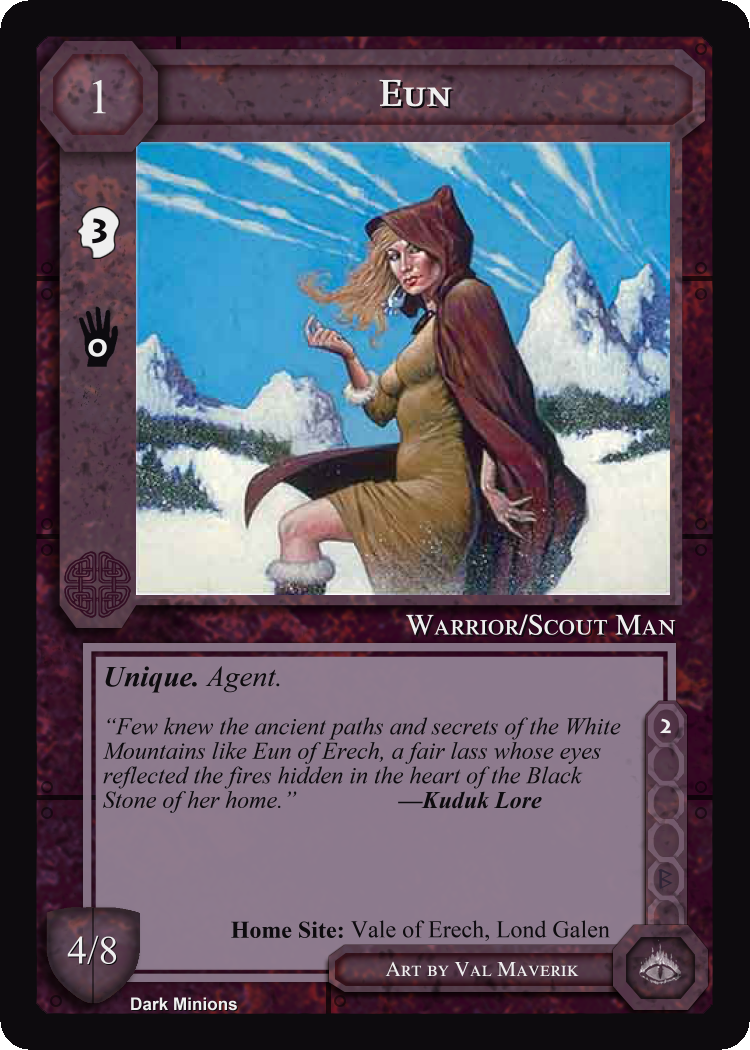 1
Eun
3
0
Warrior/Scout Man
Unique. Agent.
“Few knew the ancient paths and secrets of the White
Mountains like Eun of Erech, a fair lass whose eyes
reflected the fires hidden in the heart of the Black
Stone of her home.” —Kuduk Lore
2
B
Home Site: Vale of Erech, Lond Galen
4/8
Art by Val Maverik
Dark Minions